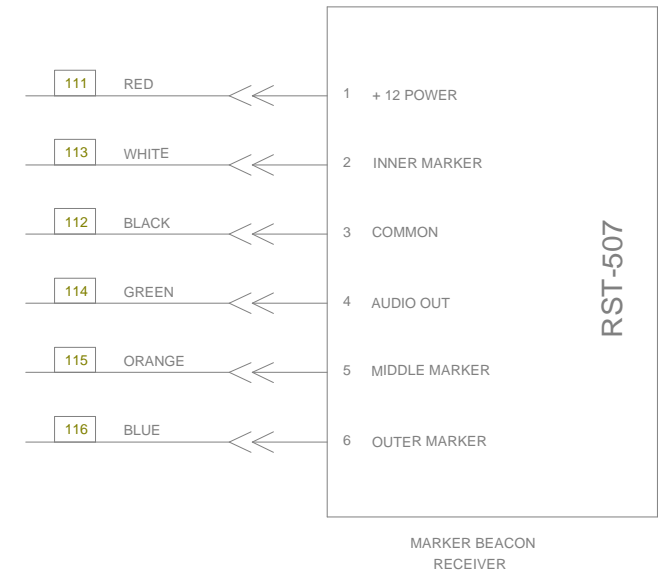 111 RED 1 + 12 POWER
113 WHITE 2 INNER MARKER
112 BLACK 3 COMMON
114 GREEN 4 AUDIO OUT
115 ORANGE 5 MIDDLE MARKER
116 BLUE 6 OUTER MARKER
RST-507
MARKER BEACON
RECEIVER